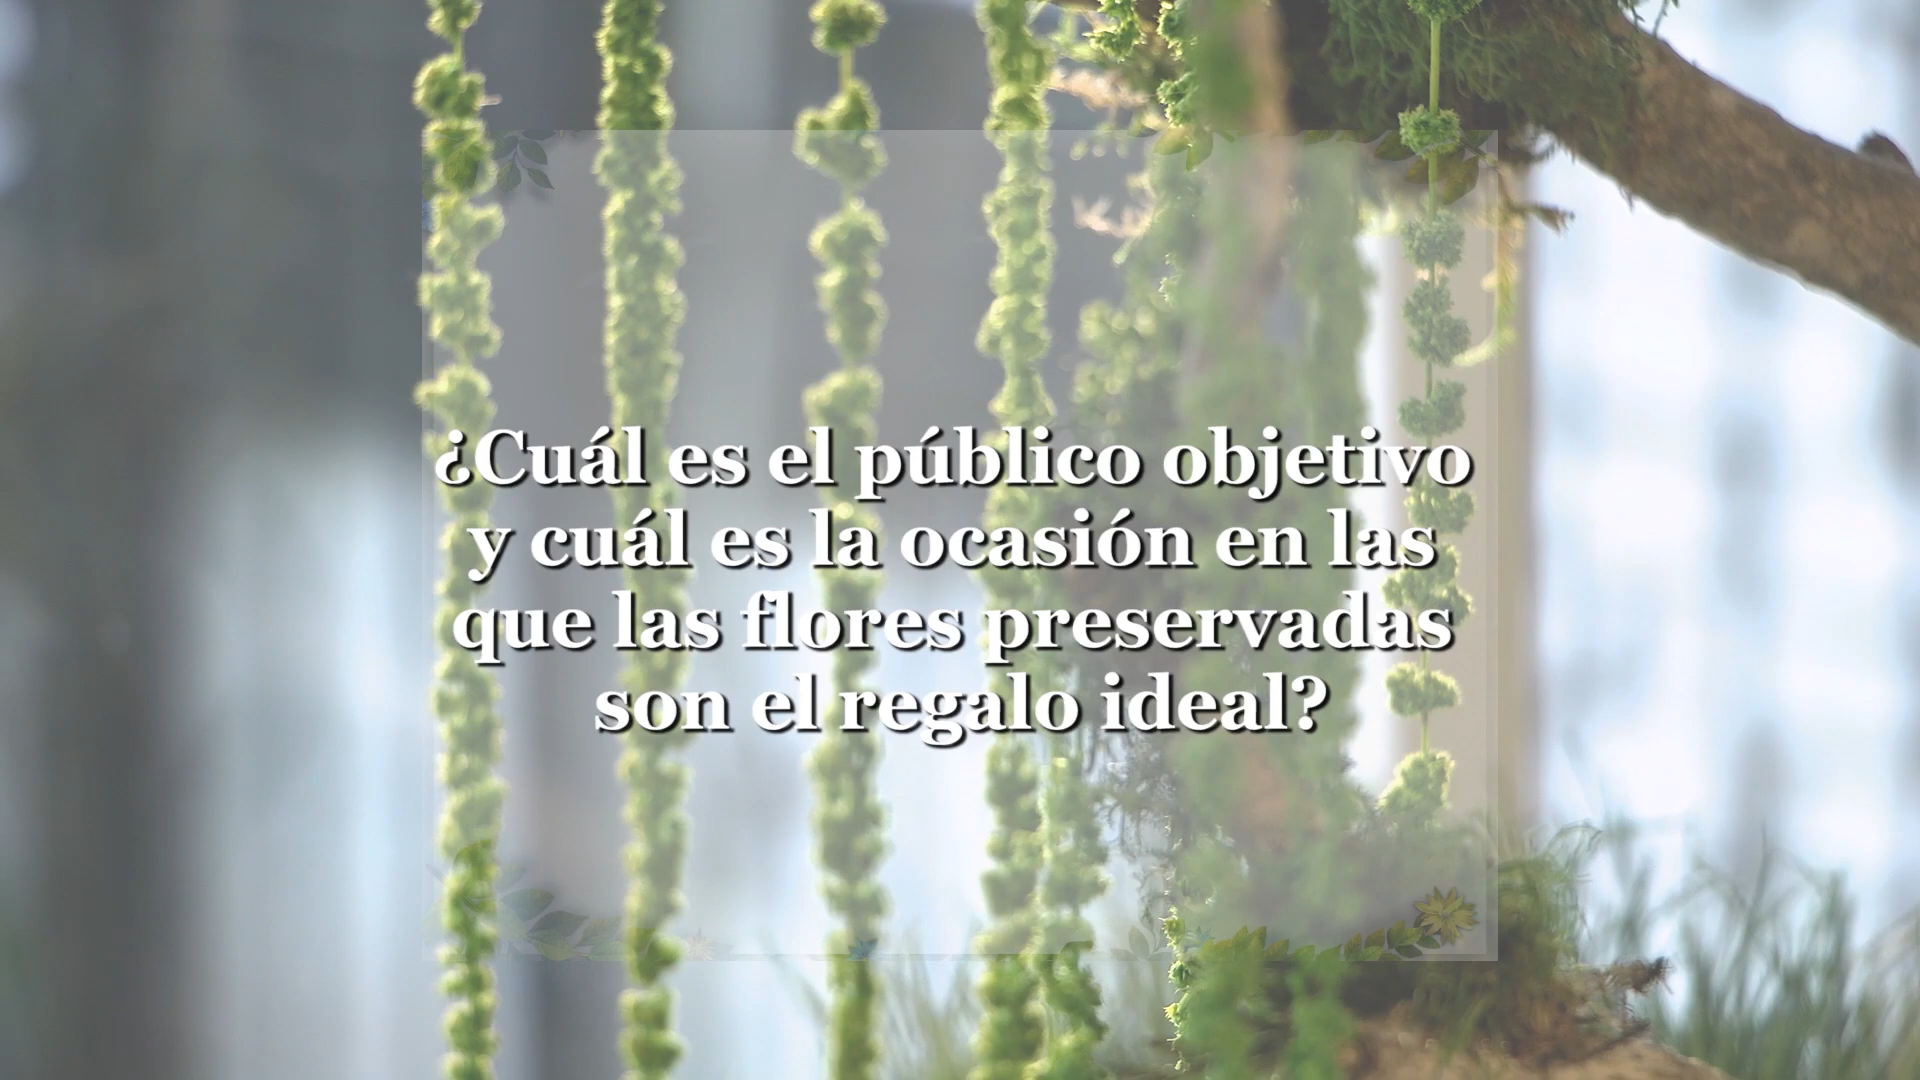 ¿Cuál es el público objetivo
y cuál es la ocasión en las
que las flores preservadas
son el regalo ideal?